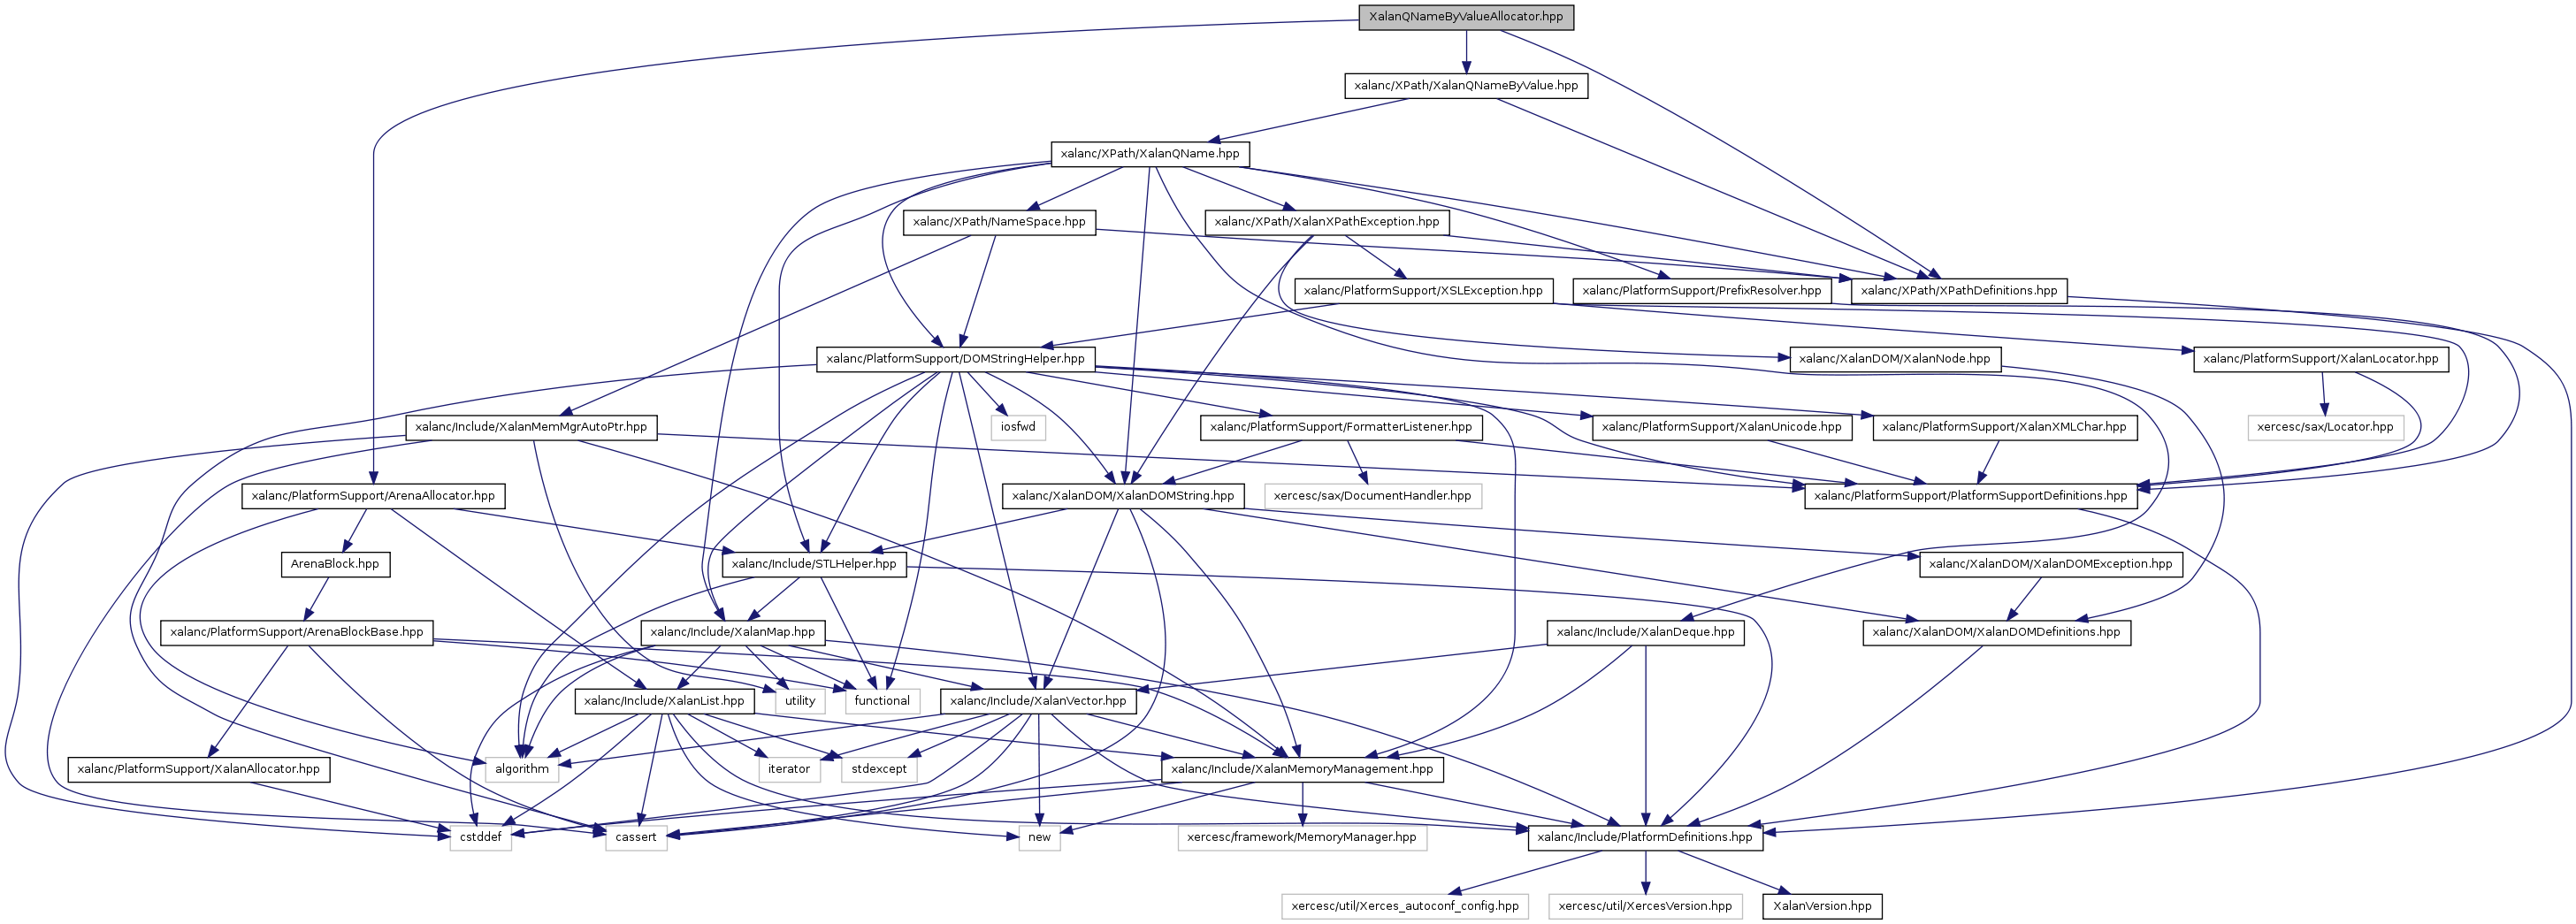 XalanQNameByValueAllocator.hpp
xalanc/XPath/XalanQNameByValue.hpp
xalanc/XPath/XalanQName.hpp
xalanc/XPath/NameSpace.hpp
xalanc/XPath/XalanXPathException.hpp
xalanc/PlatformSupport/XSLException.hpp
xalanc/PlatformSupport/PrefixResolver.hpp
xalanc/XPath/XPathDefinitions.hpp
xalanc/PlatformSupport/DOMStringHelper.hpp
xalanc/XalanDOM/XalanNode.hpp
xalanc/PlatformSupport/XalanLocator.hpp
xalanc/Include/XalanMemMgrAutoPtr.hpp
iosfwd
xalanc/PlatformSupport/FormatterListener.hpp
xalanc/PlatformSupport/XalanUnicode.hpp
xalanc/PlatformSupport/XalanXMLChar.hpp
xercesc/sax/Locator.hpp
xalanc/PlatformSupport/ArenaAllocator.hpp
xalanc/XalanDOM/XalanDOMString.hpp
xercesc/sax/DocumentHandler.hpp
xalanc/PlatformSupport/PlatformSupportDefinitions.hpp
ArenaBlock.hpp
xalanc/Include/STLHelper.hpp
xalanc/XalanDOM/XalanDOMException.hpp
xalanc/PlatformSupport/ArenaBlockBase.hpp
xalanc/Include/XalanMap.hpp
xalanc/Include/XalanDeque.hpp
xalanc/XalanDOM/XalanDOMDefinitions.hpp
xalanc/Include/XalanList.hpp
utility
functional
xalanc/Include/XalanVector.hpp
xalanc/PlatformSupport/XalanAllocator.hpp
algorithm
iterator
stdexcept
xalanc/Include/XalanMemoryManagement.hpp
cstddef
cassert
new
xercesc/framework/MemoryManager.hpp
xalanc/Include/PlatformDefinitions.hpp
xercesc/util/Xerces_autoconf_config.hpp
xercesc/util/XercesVersion.hpp
XalanVersion.hpp